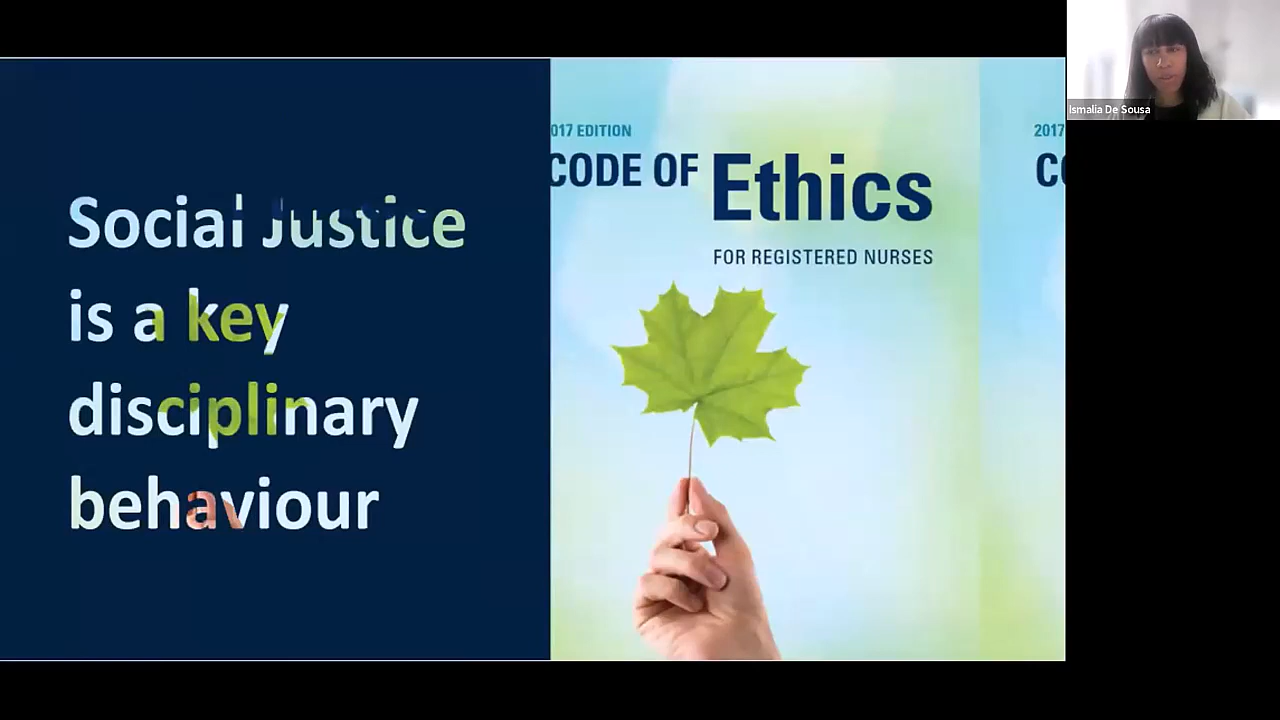 Social Justice
is a key
disciplinary
behaviour
017 EDITION
CODE OF Ethics
FOR REGISTERED NURSES
2017
Ismalia De Sousa